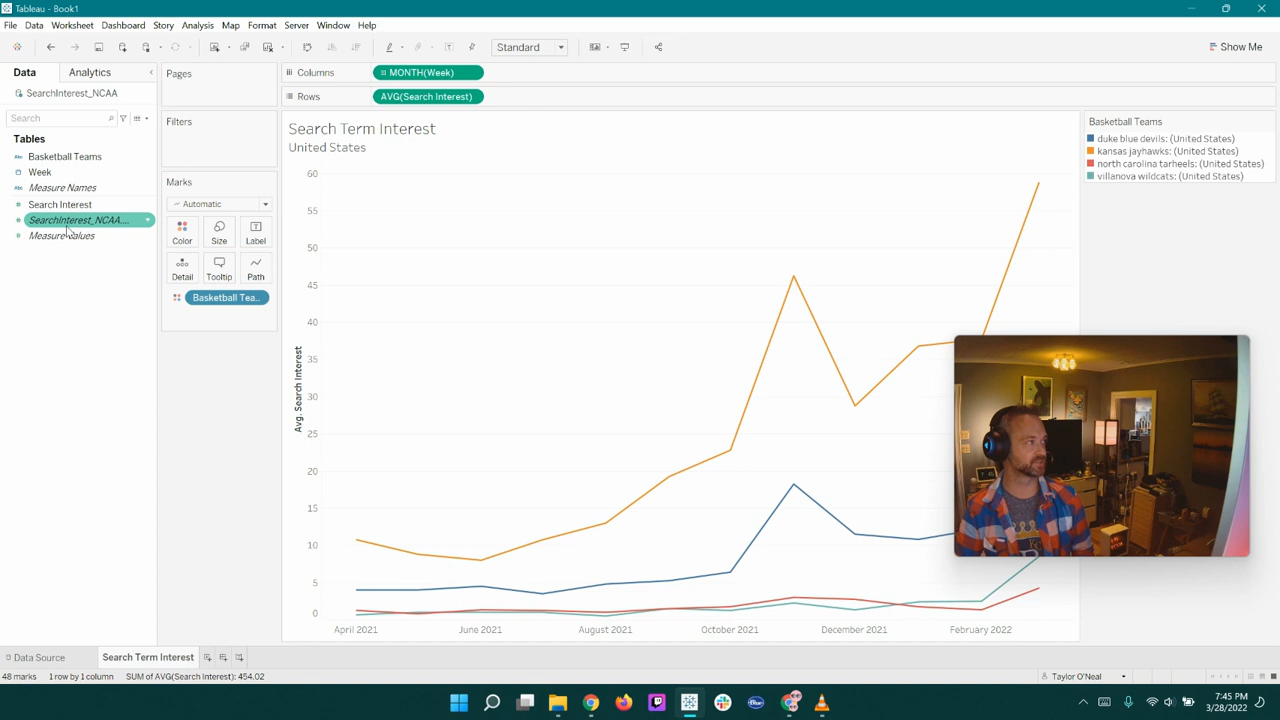 Tableau - Book1
File Data Worksheet Dashboard Story Analysis Map Format Server Window Help
Standard
Show Me
Data Analytics
SearchInterest_NCAA
Search
Tables
Abc Basketball Teams
Week
Abc Measure Names
# Search Interest
# SearchInterest_NCAA....
# Measure Values
Pages
Filters
Marks
Automatic
Color Size Label
Detail Tooltip Path
Basketball Tea..
Columns MONTH(Week)
Rows AVG(Search Interest)
Search Term Interest
United States
60
55
50
45
40
35
30
25
20
15
10
5
0
Avg. Search Interest
April 2021 June 2021 August 2021 October 2021 December 2021 February 2022
Basketball Teams
duke blue devils: (United States)
kansas jayhawks: (United States)
north carolina tarheels: (United States)
villanova wildcats: (United States)
Data Source Search Term Interest
48 marks 1 row by 1 column SUM of AVG(Search Interest): 454.02
Taylor O'Neal
7:45 PM
3/28/2022